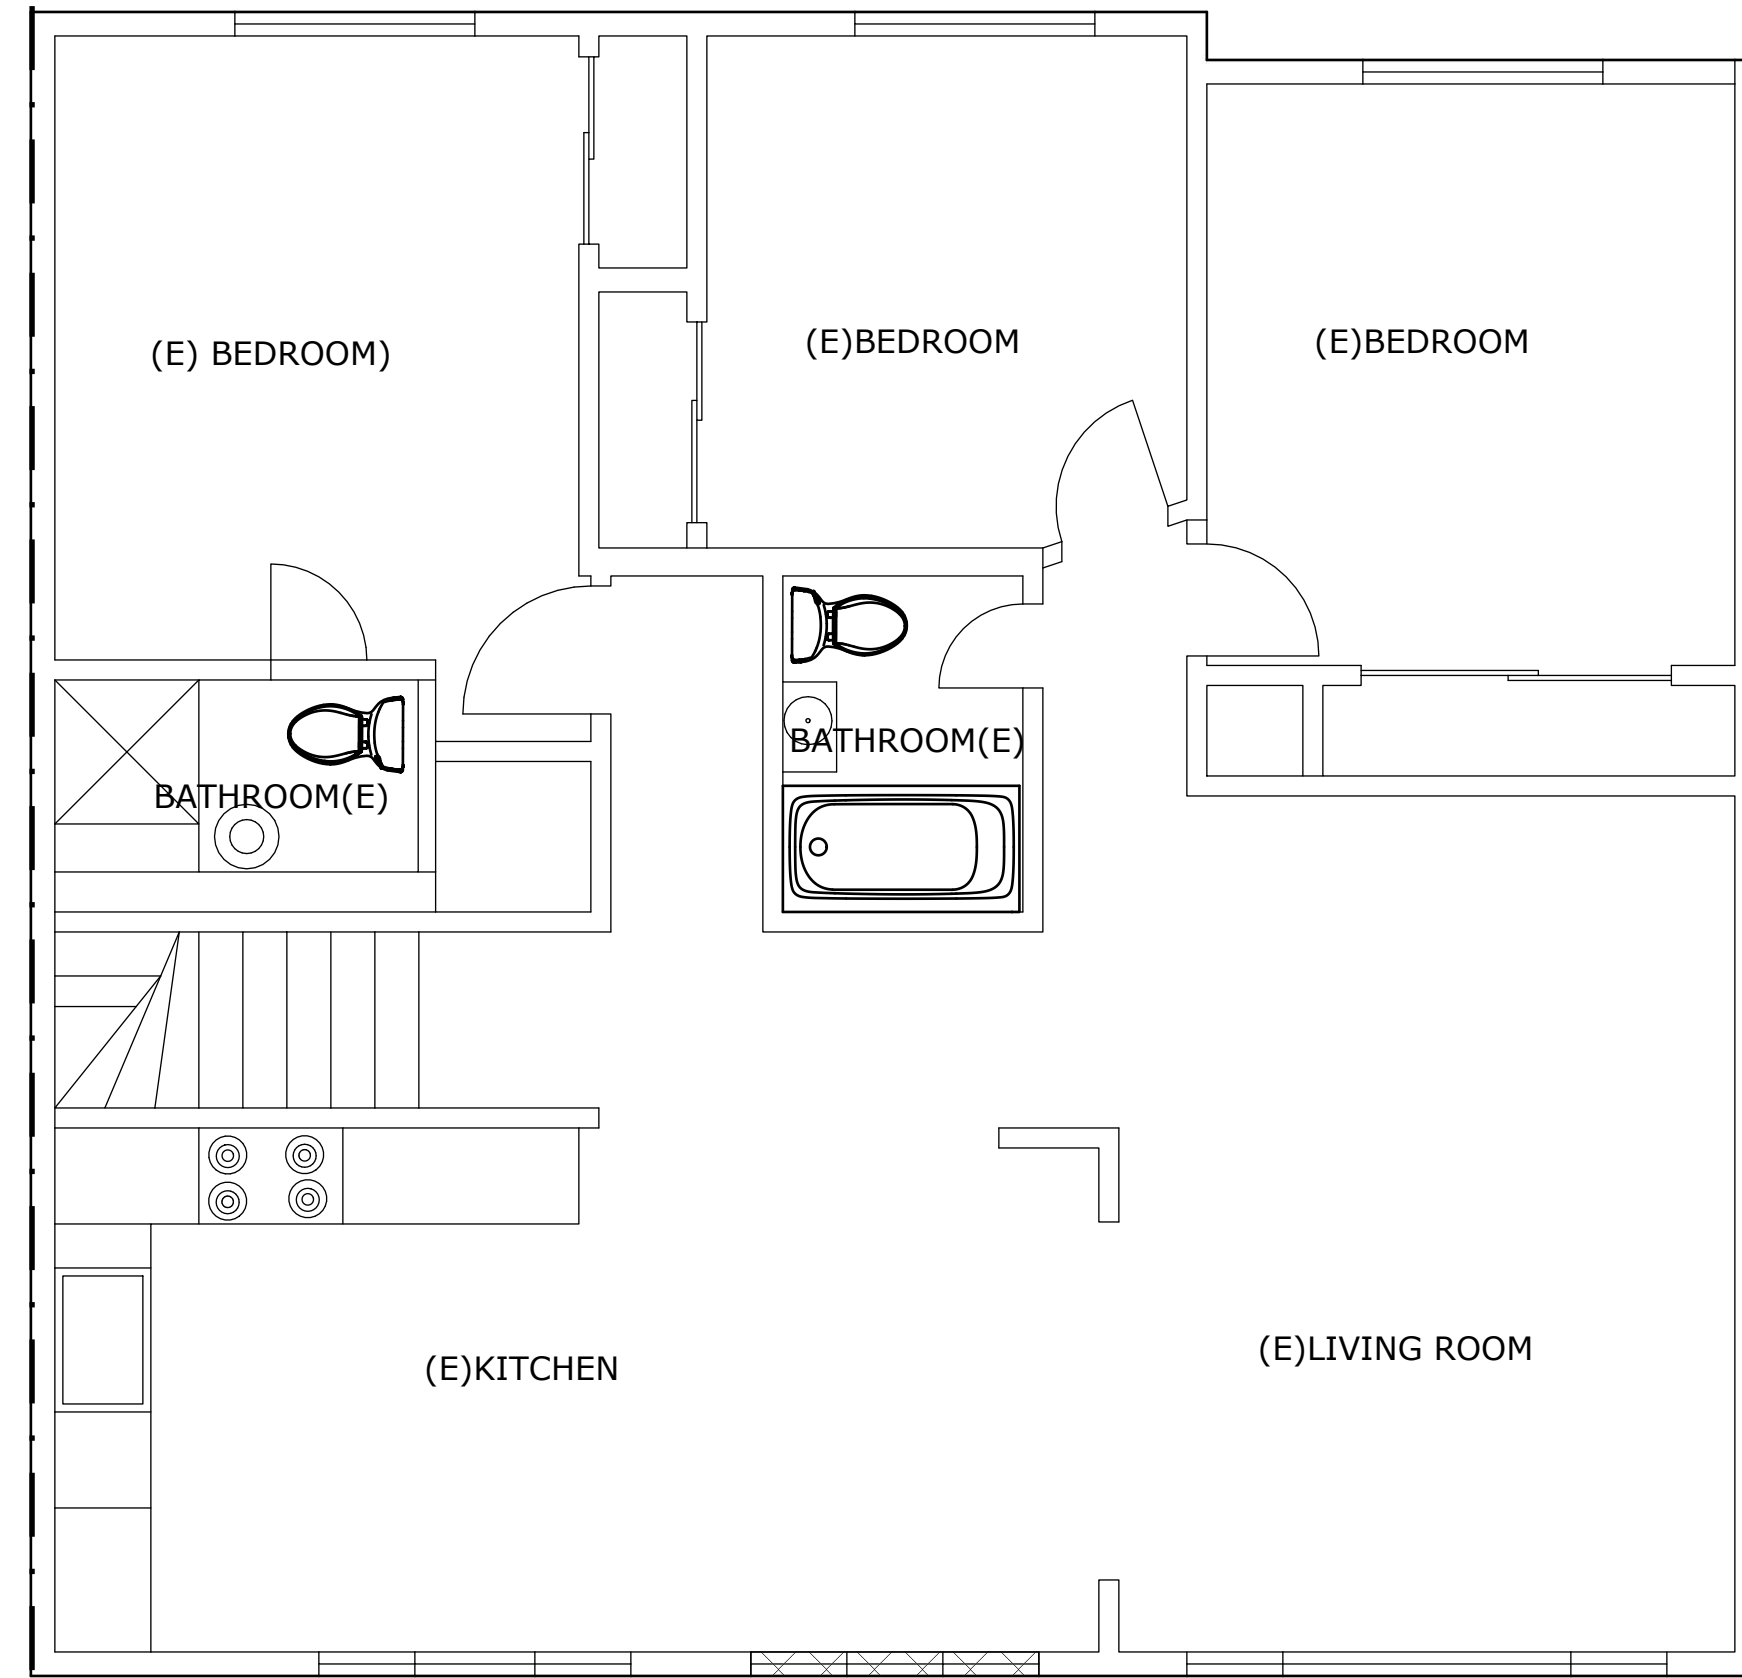 (E) BEDROOM)
(E)BEDROOM
(E)BEDROOM
BATHROOM(E)
BATHROOM(E)
(E)KITCHEN
(E)LIVING ROOM